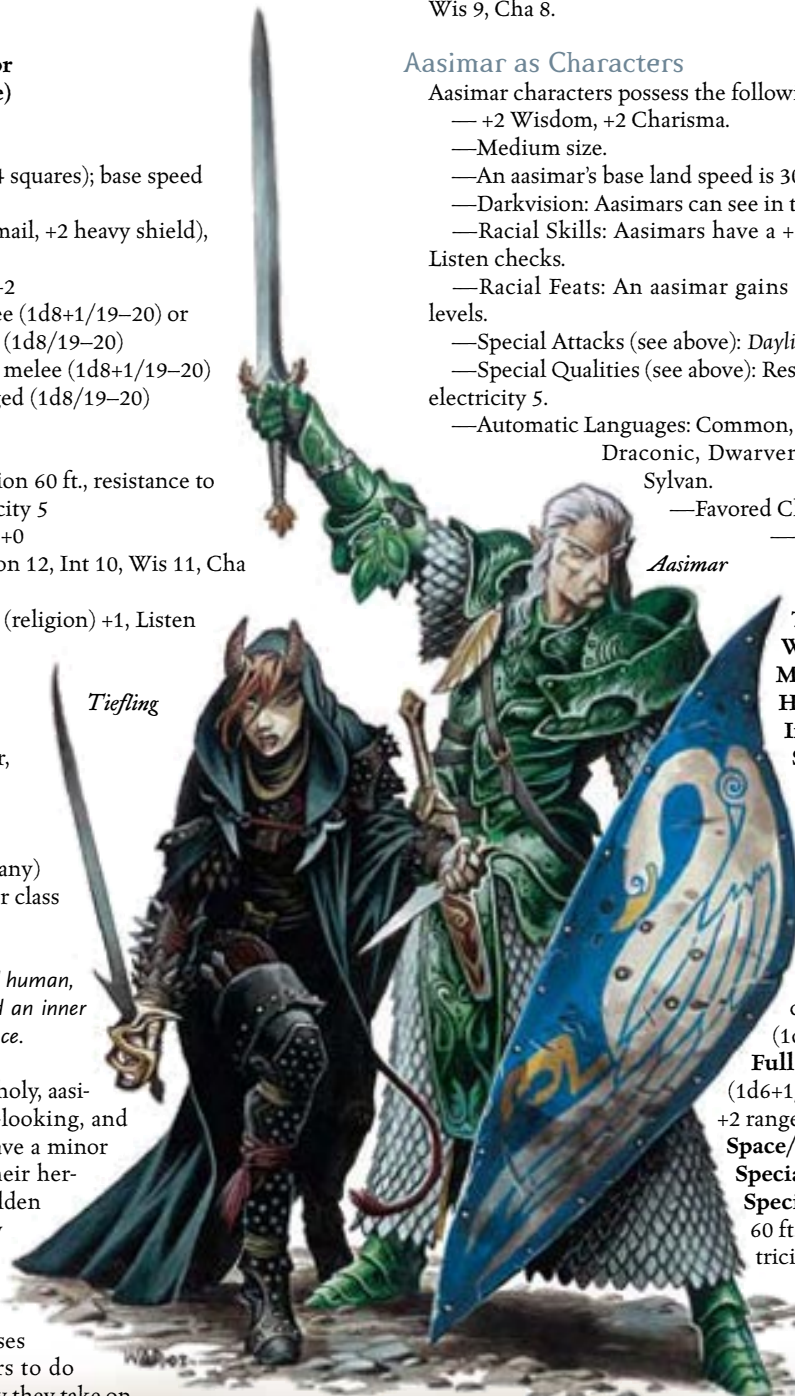 or
e)
4 squares); base speed
mail, +2 heavy shield),
+2
ee (1d8+1/19–20) or
(1d8/19–20)
melee (1d8+1/19–20)
ged (1d8/19–20)
ion 60 ft., resistance to
city 5
+0
on 12, Int 10, Wis 11, Cha
(religion) +1, Listen
Tiefling
r,
any)
r class
l human,
d an inner
ce.
holy, aasi-
-looking, and
ave a minor
heir her-
lden
y
ses
rs to do
y they take on
Wis 9, Cha 8.
Aasimar as Characters
Aasimar characters possess the followi
— +2 Wisdom, +2 Charisma.
—Medium size.
—An aasimar’s base land speed is 30
—Darkvision: Aasimars can see in t
—Racial Skills: Aasimars have a +
Listen checks.
—Racial Feats: An aasimar gains
levels.
—Special Attacks (see above): Dayli
—Special Qualities (see above): Res
electricity 5.
—Automatic Languages: Common,
Draconic, Dwarven
Sylvan.
—Favored Cl
—
Aasimar
T
W
M
H
In
S
d
(1d
Full
(1d6+1,
+2 range
Space/
Specia
Speci
60 ft
trici